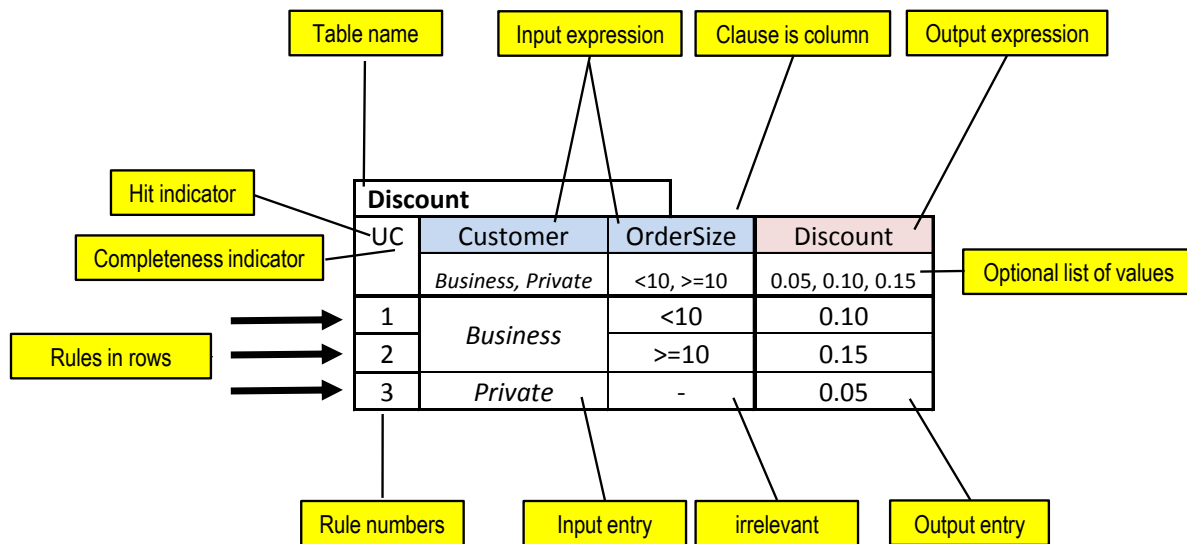 Table name
Input expression
Clause is column
Output expression
Hit indicator
Discount
UC Customer OrderSize Discount
Completeness indicator
Business, Private <10, >=10 0.05, 0.10, 0.15
Optional list of values
1 Business <10 0.10
Rules in rows
2 >=10 0.15
3 Private - 0.05
Rule numbers
Input entry
irrelevant
Output entry